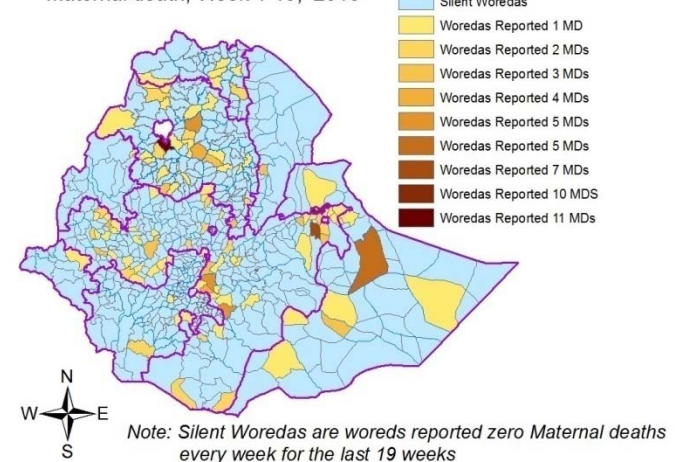 Silent Woredas
Woredas Reported 1 MD
Woredas Reported 2 MDs
Woredas Reported 3 MDs
Woredas Reported 4 MDs
Woredas Reported 5 MDs
Woredas Reported 5 MDs
Woredas Reported 7 MDs
Woredas Reported 10 MDS
Woredas Reported 11 MDs
N
W E
S
Note: Silent Woredas are woreds reported zero Maternal deaths
every week for the last 19 weeks